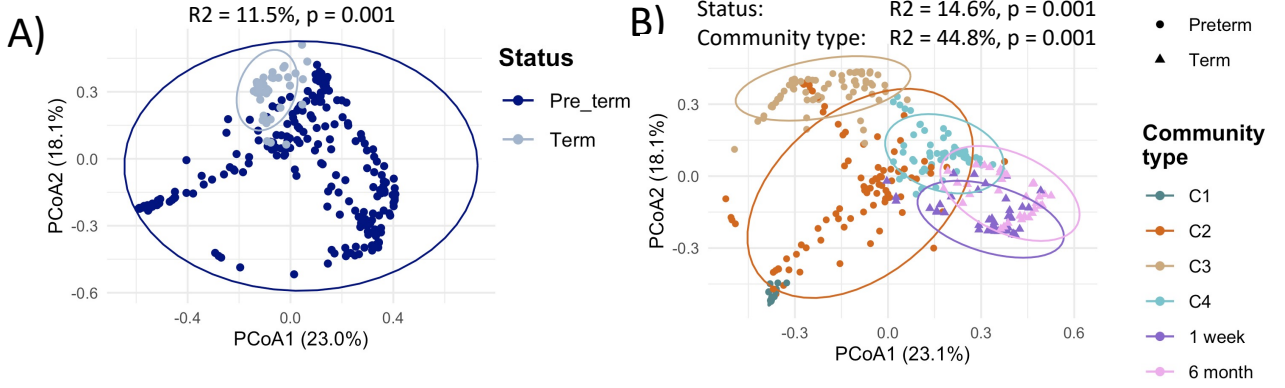 A)
R2 = 11.5%, p = 0.001
PCoA2 (18.1%)
0.3
0.0
-0.3
-0.6
-0.4
0.0
0.4
PCoA1 (23.0%)
Status
Pre_term
Term
B)
Status: R2 = 14.6%, p = 0.001
Community type: R2 = 44.8%, p = 0.001
PCoA2 (18.1%)
0.3
0.0
-0.3
-0.3
0.0
0.3
0.6
PCoA1 (23.1%)
Preterm
Term
Community
type
C1
C2
C3
C4
1 week
6 month